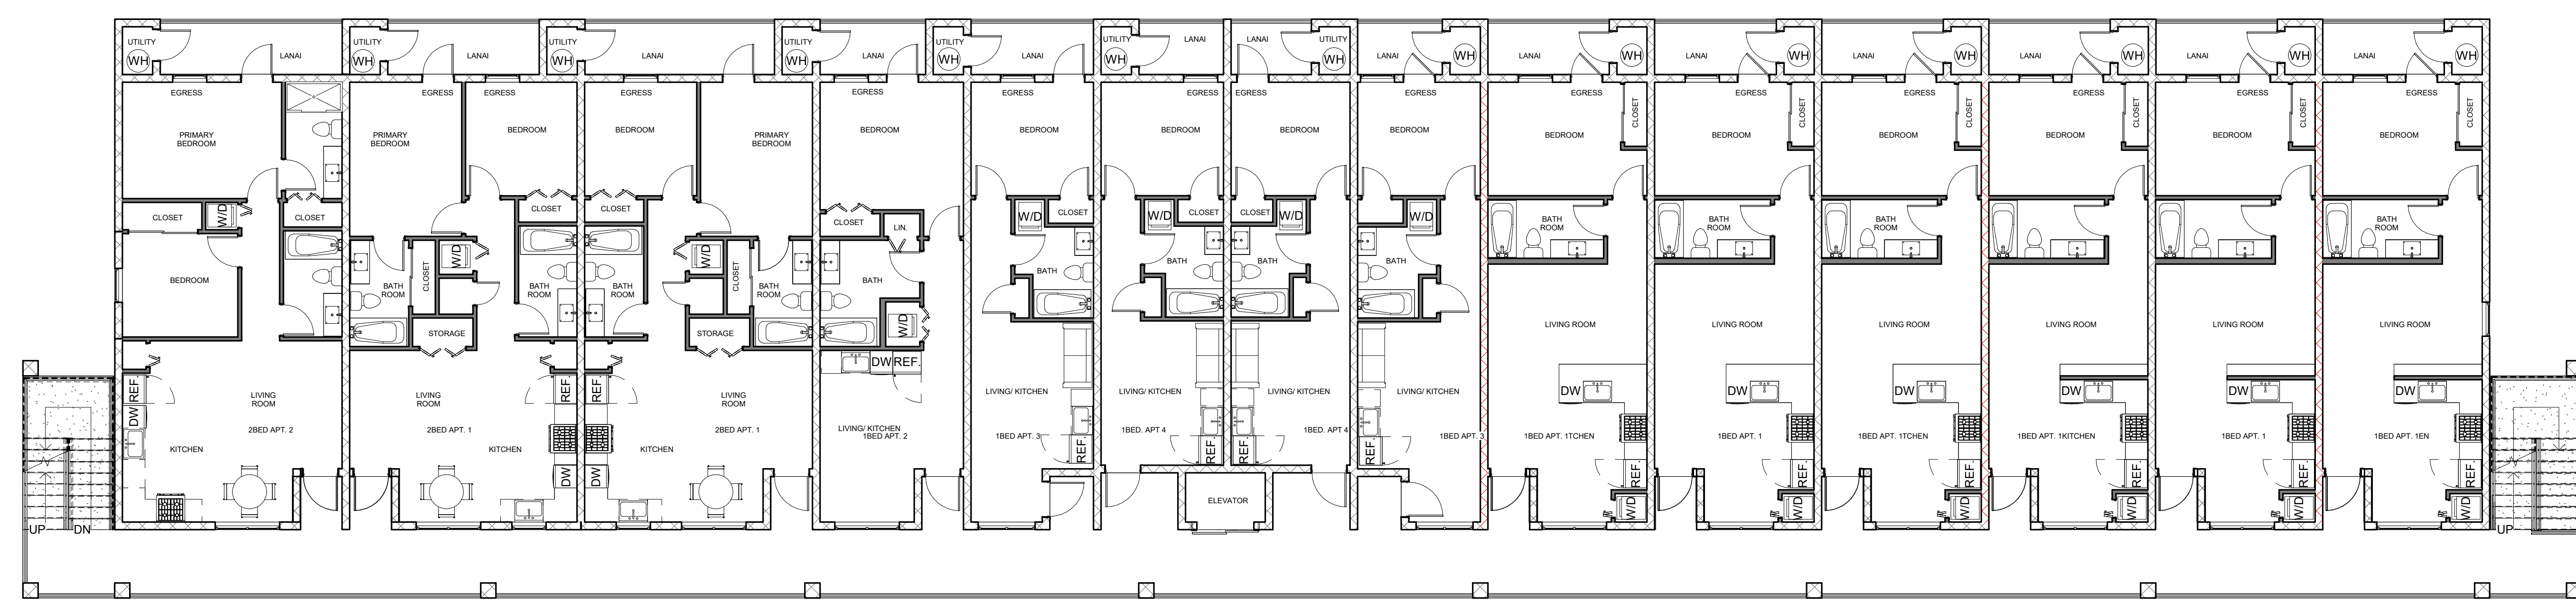 UTILITY LANAI UTILITY LANAI UTILITY LANAI UTILITY LANAI UTILITY LANAI UTILITY LANAI LANAI UTILITY LANAI LANAI LANAI LANAI LANAI LANAI LANAI
WH WH WH WH WH WH WH WH WH WH WH WH WH WH
EGRESS EGRESS EGRESS EGRESS EGRESS EGRESS EGRESS EGRESS EGRESS EGRESS EGRESS EGRESS EGRESS EGRESS EGRESS
CLOSET CLOSET CLOSET CLOSET CLOSET CLOSET
PRIMARY BEDROOM
PRIMARY BEDROOM
BEDROOM
BEDROOM
PRIMARY BEDROOM
BEDROOM BEDROOM BEDROOM BEDROOM BEDROOM BEDROOM BEDROOM BEDROOM BEDROOM BEDROOM BEDROOM
CLOSET W/D CLOSET CLOSET CLOSET CLOSET LIN. W/D CLOSET W/D CLOSET CLOSET W/D W/D
BATH ROOM
BATH ROOM
BATH ROOM
BATH ROOM
W/D W/D
BEDROOM
BATH ROOM
CLOSET
BATH ROOM
BATH ROOM
CLOSET
BATH ROOM
BATH BATH BATH BATH BATH
STORAGE STORAGE W/D
LIVING ROOM LIVING ROOM LIVING ROOM LIVING ROOM LIVING ROOM LIVING ROOM
DW REF.
REF. DW REF. REF. DW
LIVING ROOM
LIVING ROOM
LIVING ROOM
LIVING/ KITCHEN LIVING/ KITCHEN LIVING/ KITCHEN LIVING/ KITCHEN
DW DW DW DW DW DW
2BED APT. 2 2BED APT. 1 2BED APT. 1
LIVING/ KITCHEN
1BED APT. 2 1BED APT. 3 1BED. APT 4 1BED. APT 4 1BED APT. 3 1BED APT. 1TCHEN 1BED APT. 1 1BED APT. 1TCHEN 1BED APT. 1KITCHEN 1BED APT. 1 1BED APT. 1EN
KITCHEN KITCHEN KITCHEN
REF. REF. REF. REF. REF. REF. REF. REF. REF. REF.
DW DW
ELEVATOR
W/D W/D W/D W/D W/D W/D
UP DN UP